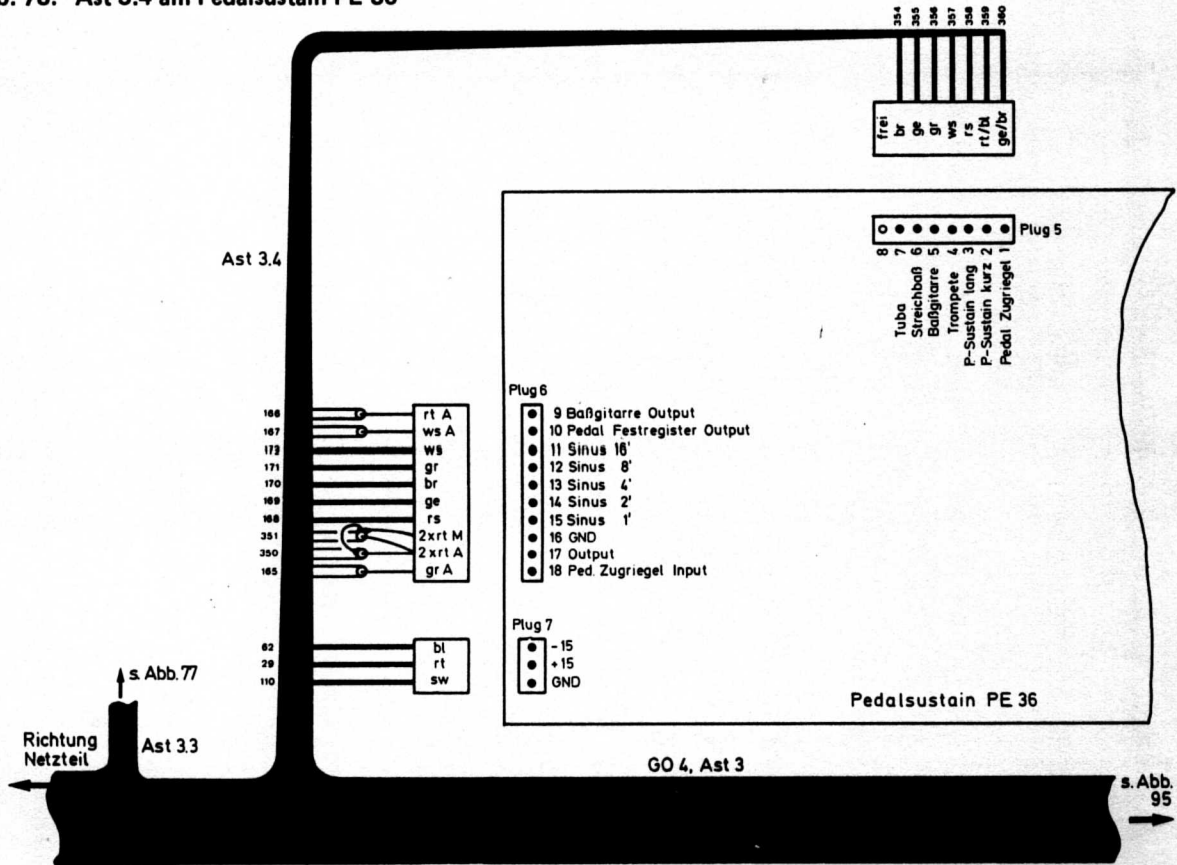 Ast 3.4 am Pedalsustain PE 36
354
355
356
357
358
359
360
frei
br
ge
gr
ws
rs
rt/bl
ge/br
Plug 5
8
7
6
5
4
3
2
1
Tuba
Streichbaß
Baßgitarre
Trompete
P-Sustain lang
P-Sustain kurz
Pedal Zugriegel
Ast 3.4
Plug 6
166 rt A 9 Baßgitarre Output
167 ws A 10 Pedal Festregister Output
173 ws 11 Sinus 16'
171 gr 12 Sinus 8'
170 br 13 Sinus 4'
169 ge 14 Sinus 2'
168 rs 15 Sinus 1'
351 2xrt M 16 GND
350 2xrt A 17 Output
165 gr A 18 Ped. Zugriegel Input
Plug 7
62 bl -15
29 rt +15
110 sw GND
s. Abb. 77
Pedalsustain PE 36
Richtung
Netzteil
Ast 3.3
GO 4, Ast 3
s. Abb.
95